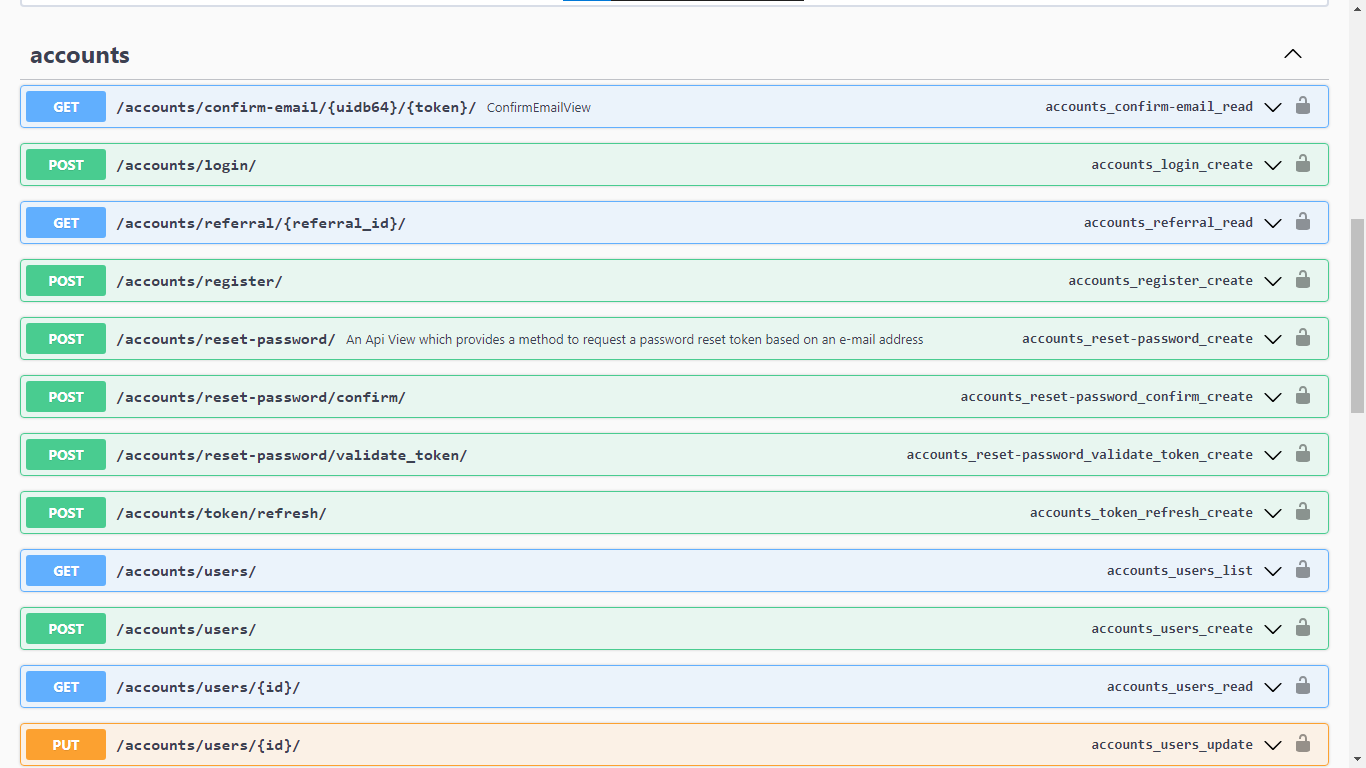 accounts
GET /accounts/confirm-email/{uidb64}/{token}/ ConfirmEmailView accounts_confirm-email_read
POST /accounts/login/ accounts_login_create
GET /accounts/referral/{referral_id}/ accounts_referral_read
POST /accounts/register/ accounts_register_create
POST /accounts/reset-password/ An Api View which provides a method to request a password reset token based on an e-mail address accounts_reset-password_create
POST /accounts/reset-password/confirm/ accounts_reset-password_confirm_create
POST /accounts/reset-password/validate_token/ accounts_reset-password_validate_token_create
POST /accounts/token/refresh/ accounts_token_refresh_create
GET /accounts/users/ accounts_users_list
POST /accounts/users/ accounts_users_create
GET /accounts/users/{id}/ accounts_users_read
PUT /accounts/users/{id}/ accounts_users_update